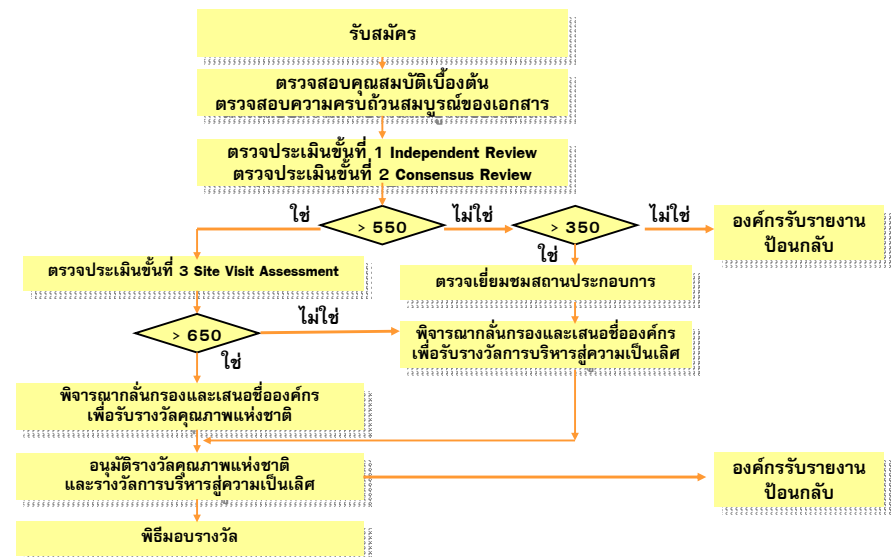 รับสมัคร
ตรวจสอบคุณสมบัติเบื้องต้น
ตรวจสอบความครบถ้วนสมบูรณ์ของเอกสาร
ตรวจประเมินขั้นที่ 1 Independent Review
ตรวจประเมินขั้นที่ 2 Consensus Review
ใช่
> 550
ไม่ใช่
> 350
ไม่ใช่
องค์กรรับรายงาน
ป้อนกลับ
ใช่
ตรวจประเมินขั้นที่ 3 Site Visit Assessment
ตรวจเยี่ยมชมสถานประกอบการ
> 650
ไม่ใช่
พิจารณากลั่นกรองและเสนอชื่อองค์กร
เพื่อรับรางวัลการบริหารสู่ความเป็นเลิศ
ใช่
พิจารณากลั่นกรองและเสนอชื่อองค์กร
เพื่อรับรางวัลคุณภาพแห่งชาติ
อนุมัติรางวัลคุณภาพแห่งชาติ
และรางวัลการบริหารสู่ความเป็นเลิศ
องค์กรรับรายงาน
ป้อนกลับ
พิธีมอบรางวัล